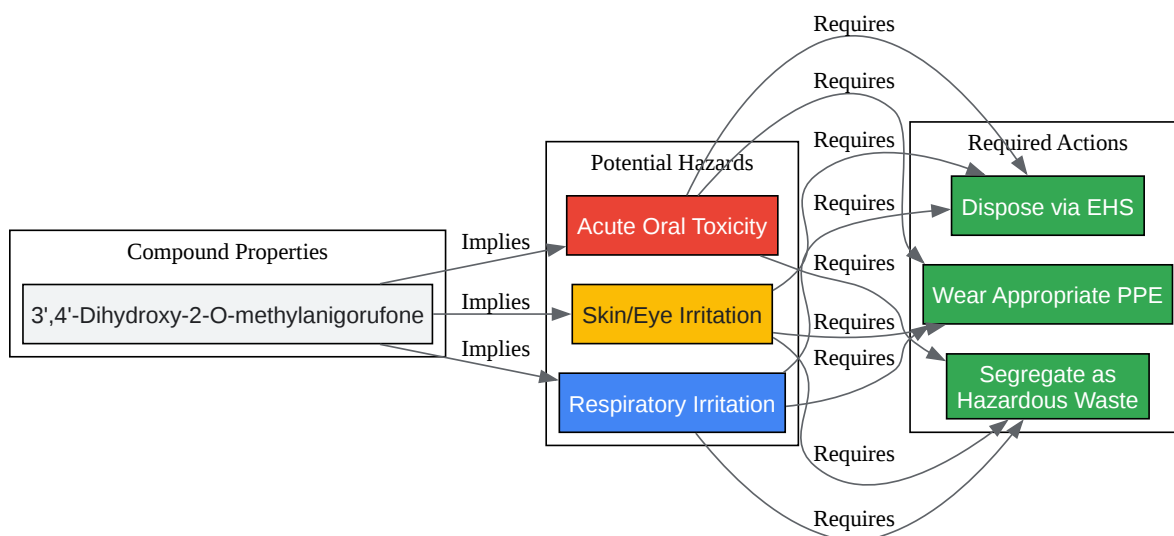 Compound Properties
3',4'-Dihydroxy-2-O-methylanigorufone
Implies
Implies
Implies
Potential Hazards
Acute Oral Toxicity
Skin/Eye Irritation
Respiratory Irritation
Requires
Requires
Requires
Requires
Requires
Requires
Requires
Requires
Requires
Required Actions
Dispose via EHS
Wear Appropriate PPE
Segregate as
Hazardous Waste